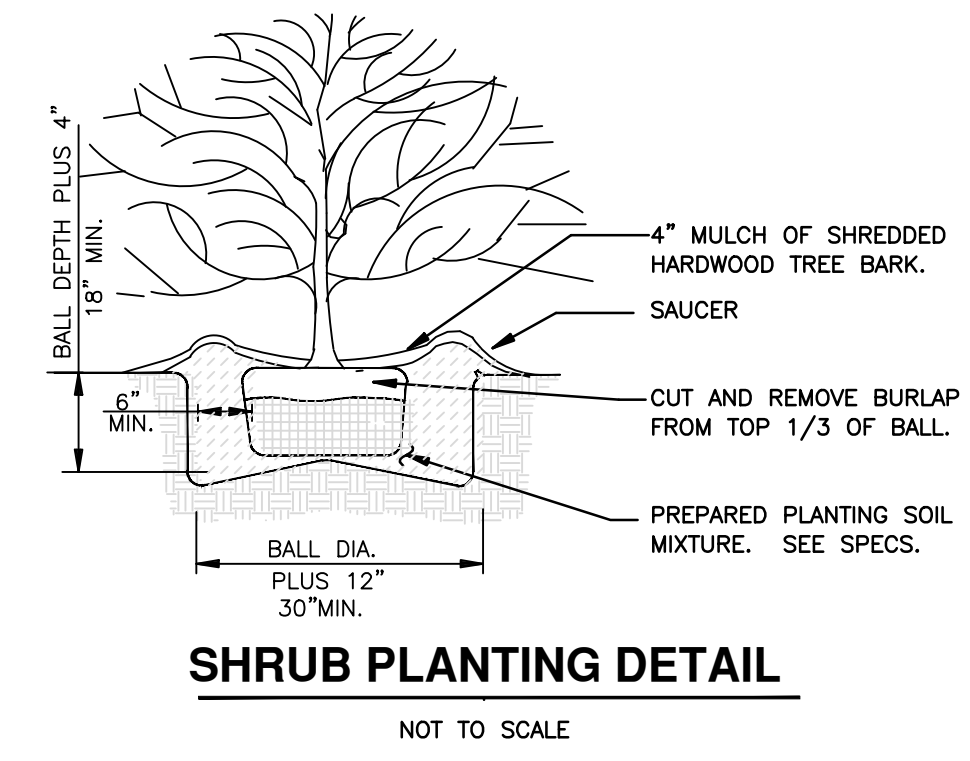 BALL DEPTH PLUS 4"
18" MIN.
4" MULCH OF SHREDDED
HARDWOOD TREE BARK.
SAUCER
6"
MIN.
CUT AND REMOVE BURLAP
FROM TOP 1/3 OF BALL.
PREPARED PLANTING SOIL
MIXTURE. SEE SPECS.
BALL DIA.
PLUS 12"
30"MIN.
SHRUB PLANTING DETAIL
NOT TO SCALE